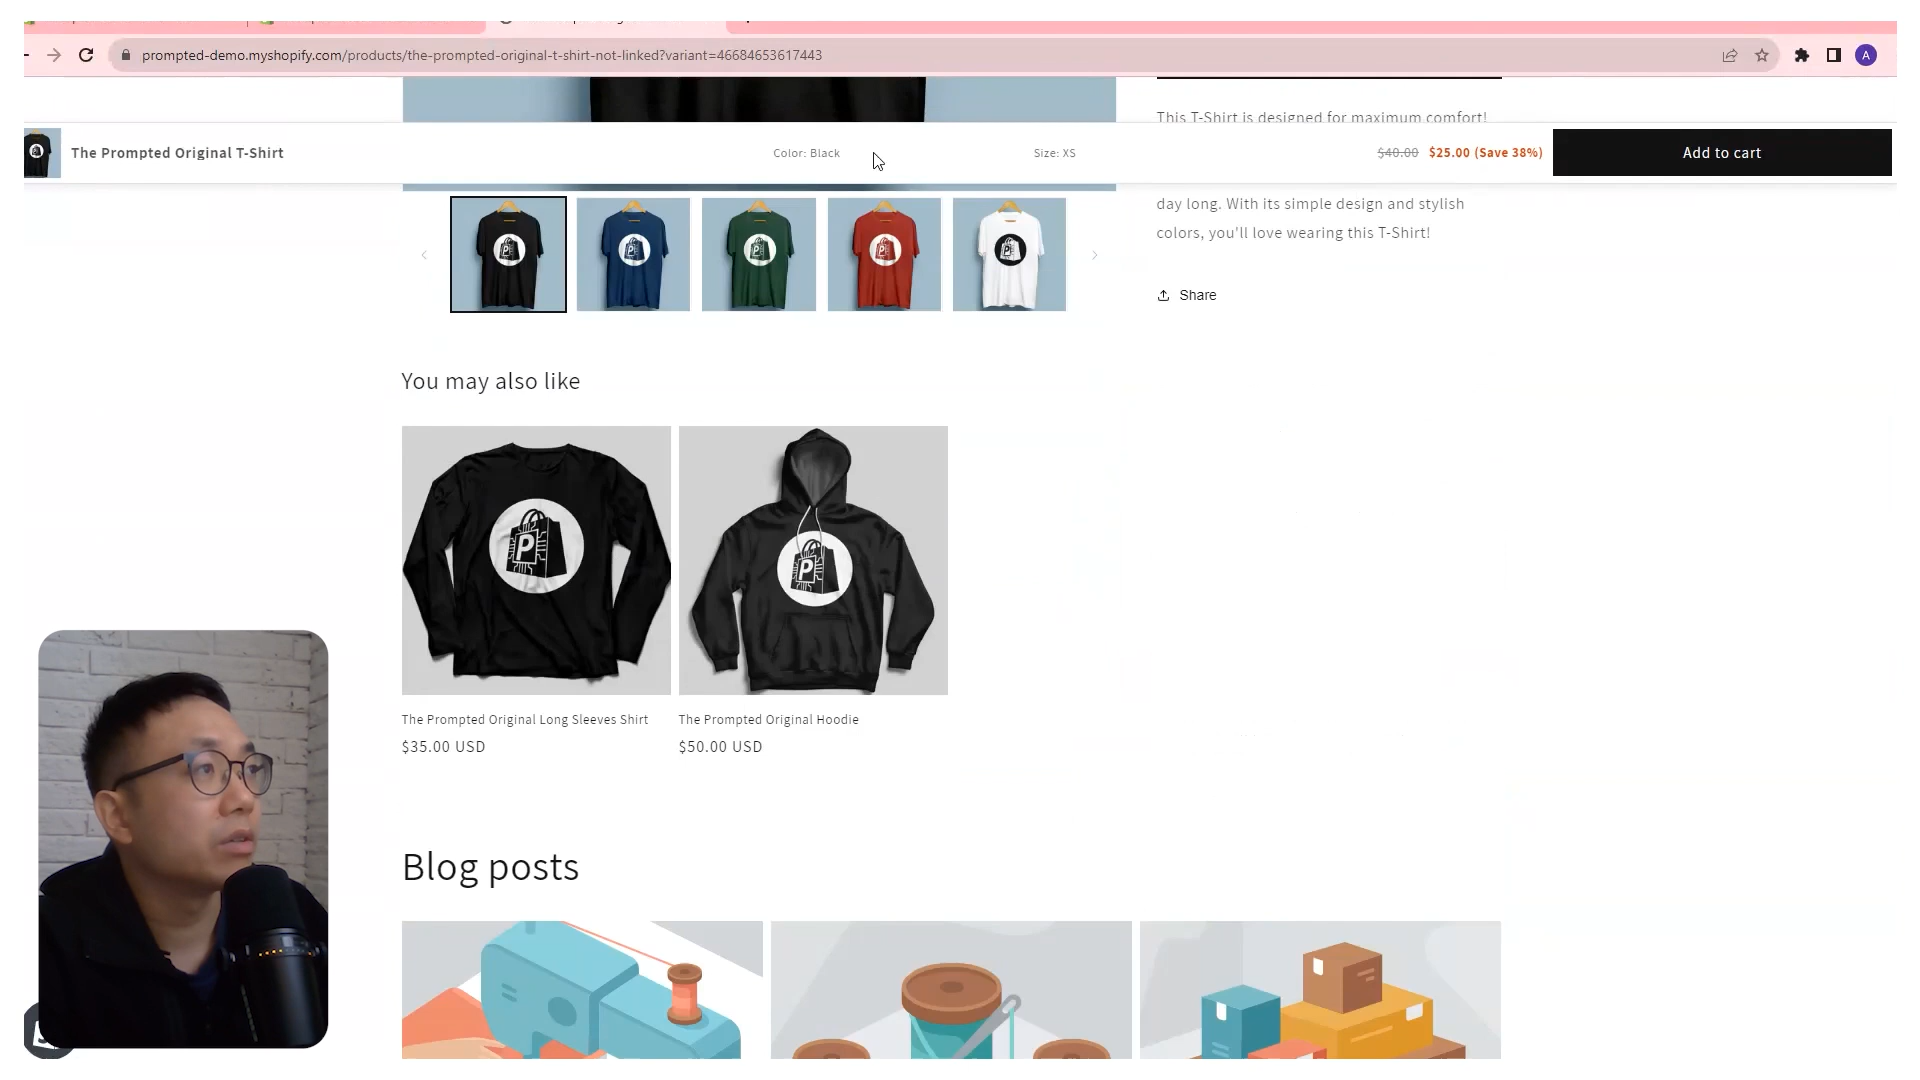 prompted-demo.myshopify.com/products/the-prompted-original-t-shirt-not-linked?variant=46684653617443
A
This T-Shirt is designed for maximum comfort!
The Prompted Original T-Shirt
Color: Black
Size: XS
$40.00 $25.00 (Save 38%)
Add to cart
day long. With its simple design and stylish
colors, you'll love wearing this T-Shirt!
Share
You may also like
P
P
The Prompted Original Long Sleeves Shirt
The Prompted Original Hoodie
$35.00 USD
$50.00 USD
Blog posts